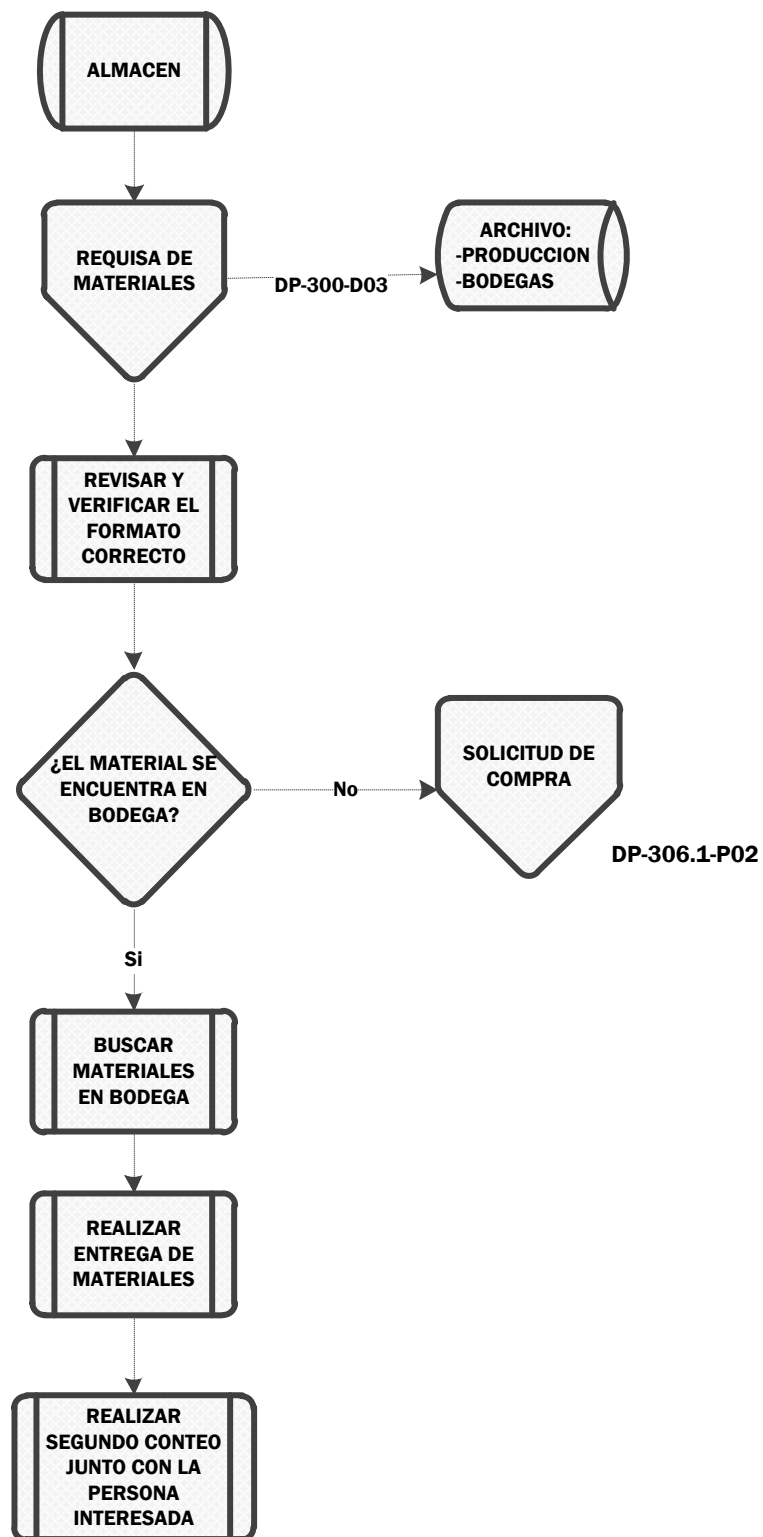 ALMACEN
REQUISA DE
MATERIALES
DP-300-D03
ARCHIVO:
-PRODUCCION
-BODEGAS
REVISAR Y
VERIFICAR EL
FORMATO
CORRECTO
¿EL MATERIAL SE
ENCUENTRA EN
BODEGA?
No
SOLICITUD DE
COMPRA
DP-306.1-P02
Si
BUSCAR
MATERIALES
EN BODEGA
REALIZAR
ENTREGA DE
MATERIALES
REALIZAR
SEGUNDO CONTEO
JUNTO CON LA
PERSONA
INTERESADA